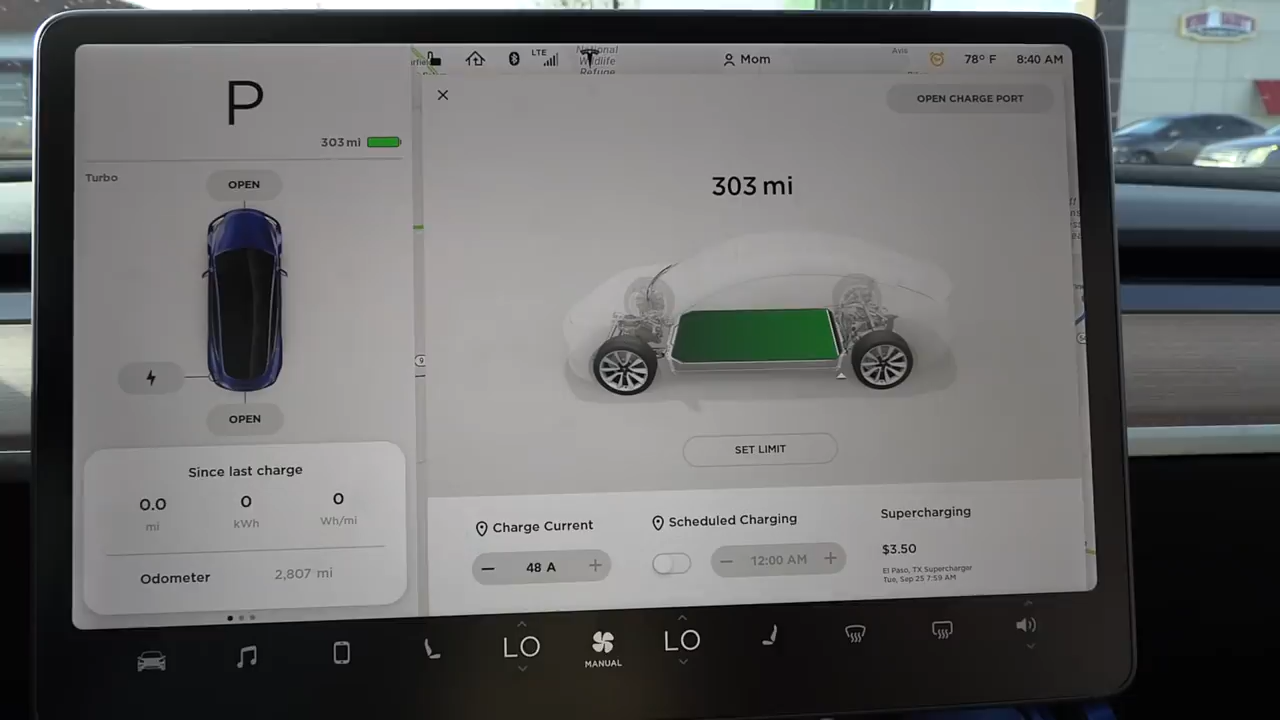 P
303 mi
Turbo
OPEN
OPEN
Since last charge
0.0
mi
0
kWh
0
Wh/mi
Odometer
2,807 mi
LTE
National
Wildlife
Refuge
Mom
Avis
78° F
8:40 AM
OPEN CHARGE PORT
303 mi
9
SET LIMIT
Charge Current
48 A
Scheduled Charging
12:00 AM
Supercharging
$3.50
El Paso, TX Supercharger
Tue, Sep 25 7:59 AM
LO
MANUAL
LO